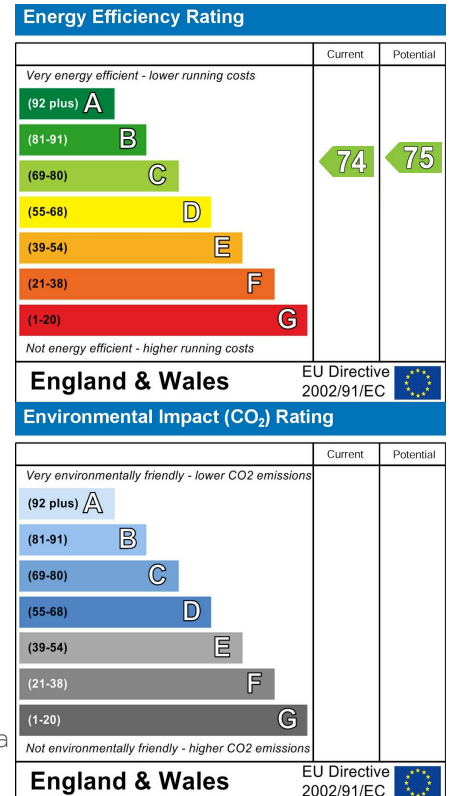 Energy Efficiency Rating
Current Potential
Very energy efficient - lower running costs
(92 plus) A
(81-91) B
(69-80) C
74 75
(55-68) D
(39-54) E
(21-38) F
(1-20) G
Not energy efficient - higher running costs
England & Wales
EU Directive
2002/91/EC
Environmental Impact (CO₂) Rating
Current Potential
Very environmentally friendly - lower CO2 emissions
(92 plus) A
(81-91) B
(69-80) C
(55-68) D
(39-54) E
(21-38) F
(1-20) G
a
Not environmentally friendly - higher CO2 emissions
England & Wales
EU Directive
2002/91/EC